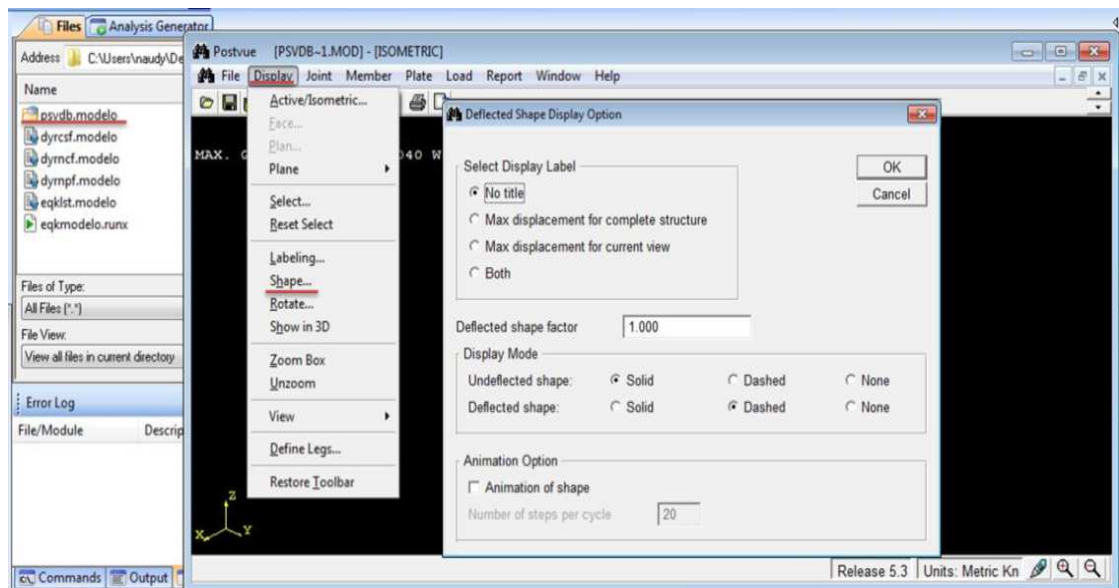 Files
Analysis Generator
Address C:\Users\naudy\De
Name
psvdb.modelo
dyrcsf.modelo
dyrncf.modelo
dyrnpf.modelo
eqklst.modelo
eqkmodelo.runx
Files of Type:
All Files (*.*)
File View:
View all files in current directory
Error Log
File/Module Descrip
Commands Output
Postvue [PSVDB~1.MOD] - [ISOMETRIC]
File Display Joint Member Plate Load Report Window Help
MAX. G
040 W
Active/Isometric...
Face...
Plan...
Plane
Select...
Reset Select
Labeling...
Shape...
Rotate...
Show in 3D
Zoom Box
Unzoom
View
Define Legs...
Restore Toolbar
Z
X Y
Deflected Shape Display Option
Select Display Label
No title
Max displacement for complete structure
Max displacement for current view
Both
OK
Cancel
Deflected shape factor 1.000
Display Mode
Undeflected shape: Solid Dashed None
Deflected shape: Solid Dashed None
Animation Option
Animation of shape
Number of steps per cycle 20
Release 5.3 Units: Metric Kn